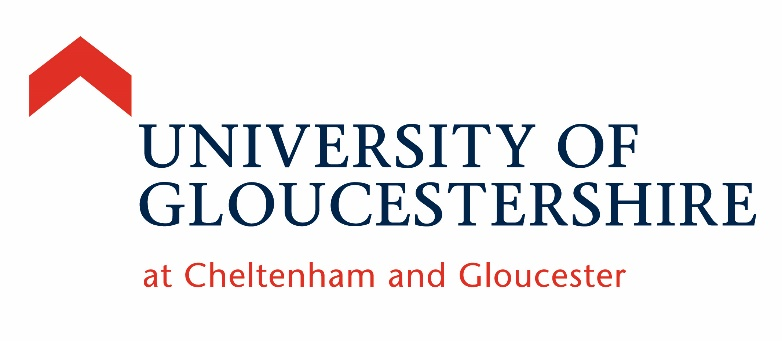 UNIVERSITY OF
GLOUCESTERSHIRE
at Cheltenham and Gloucester